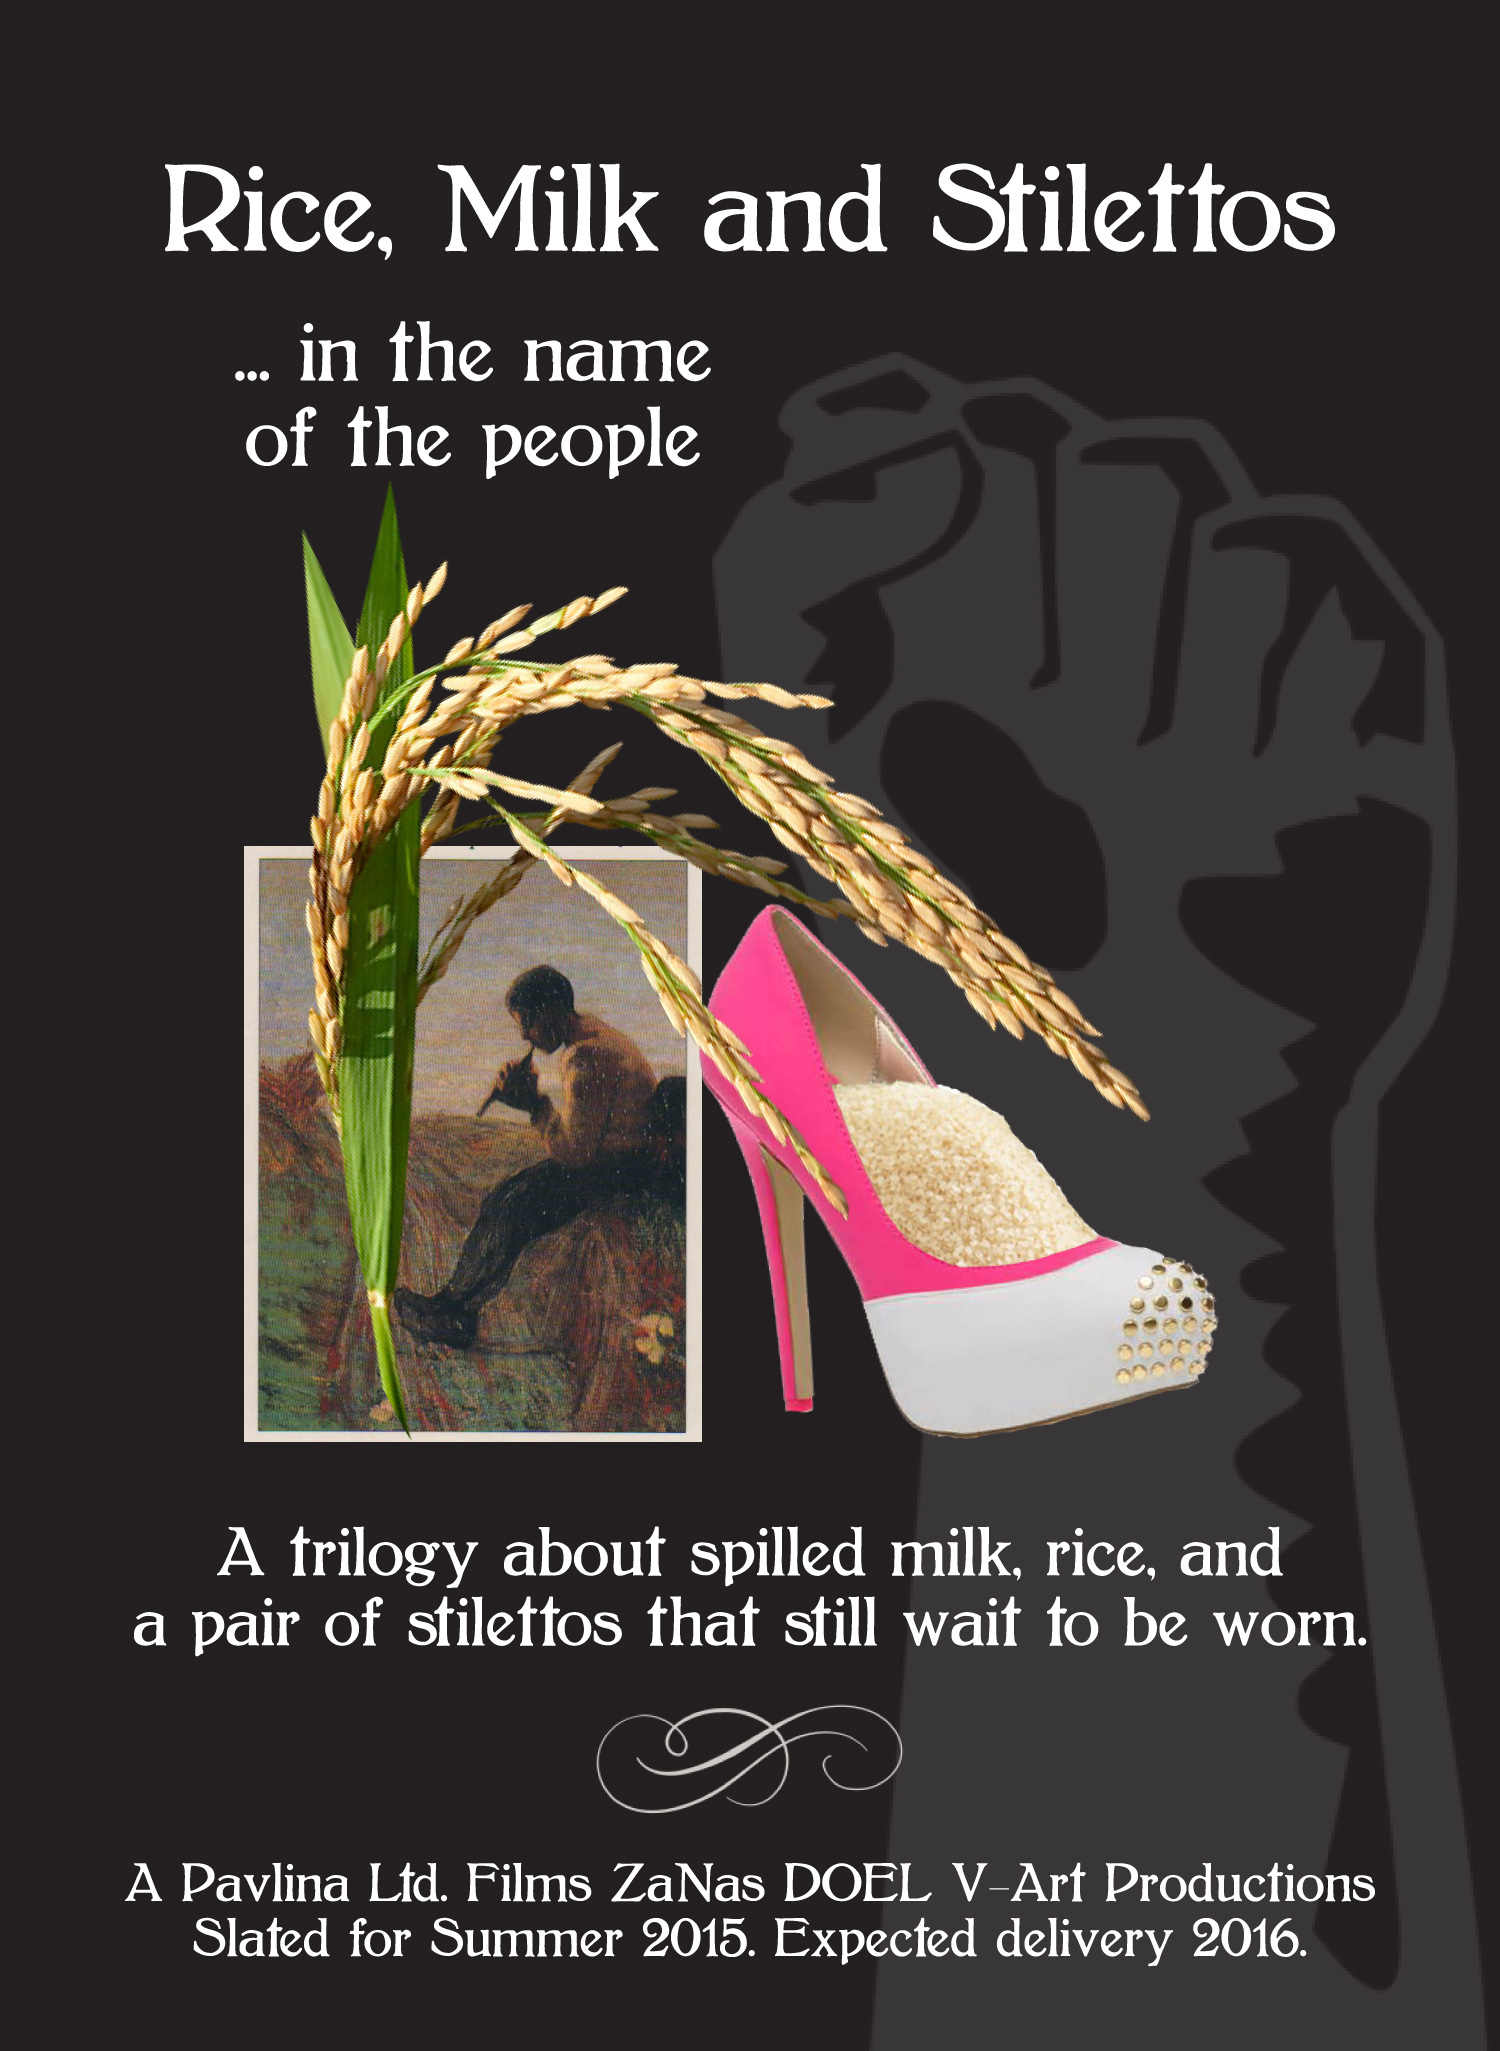 Rice, Milk and Stilettos
... in the name
of the people
A trilogy about spilled milk, rice, and
a pair of stilettos that still wait to be worn.
A Pavlina Ltd. Films ZaNas DOEL V-Art Productions
Slated for Summer 2015. Expected delivery 2016.